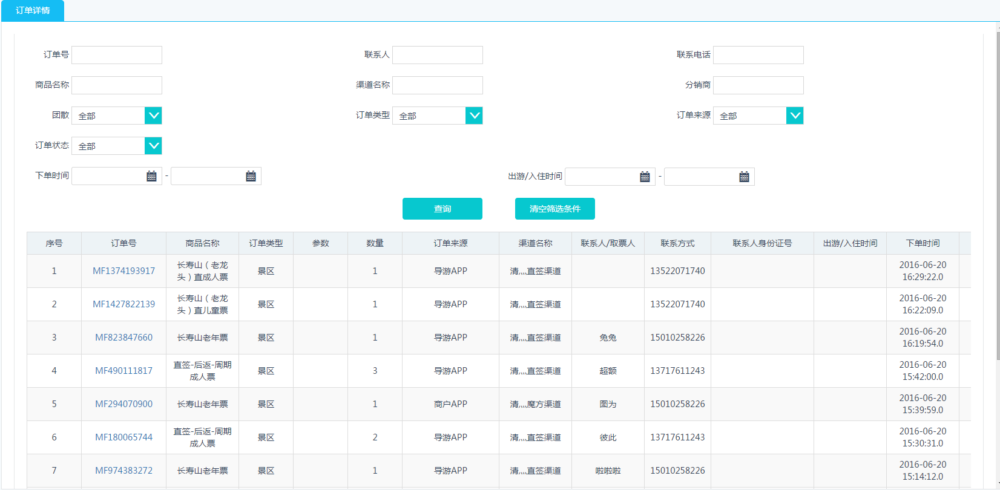 订单详情
订单号 联系人 联系电话
商品名称 渠道名称 分销商
团散 全部 订单类型 全部 订单来源 全部
订单状态 全部
下单时间 - 出游/入住时间 -
查询 清空筛选条件
序号 订单号 商品名称 订单类型 参数 数量 订单来源 渠道名称 联系人/取票人 联系方式 联系人身份证号 出游/入住时间 下单时间
1 MF1374193917 长寿山（老龙头）直成人票 景区 1 导游APP 清灬直签渠道 13522071740 2016-06-20 16:29:22.0
2 MF1427822139 长寿山（老龙头）直儿童票 景区 1 导游APP 清灬直签渠道 13522071740 2016-06-20 16:22:09.0
3 MF823847660 长寿山老年票 景区 1 导游APP 清灬直签渠道 兔兔 15010258226 2016-06-20 16:19:54.0
4 MF490111817 直签-后返-周期成人票 景区 3 导游APP 清灬直签渠道 超额 13717611243 2016-06-20 15:42:00.0
5 MF294070900 长寿山老年票 景区 1 商户APP 清灬魔方渠道 图为 15010258226 2016-06-20 15:39:59.0
6 MF180065744 直签-后返-周期成人票 景区 2 导游APP 清灬直签渠道 彼此 13717611243 2016-06-20 15:30:31.0
7 MF974383272 长寿山老年票 景区 1 导游APP 清灬直签渠道 啦啦啦 15010258226 2016-06-20 15:14:12.0